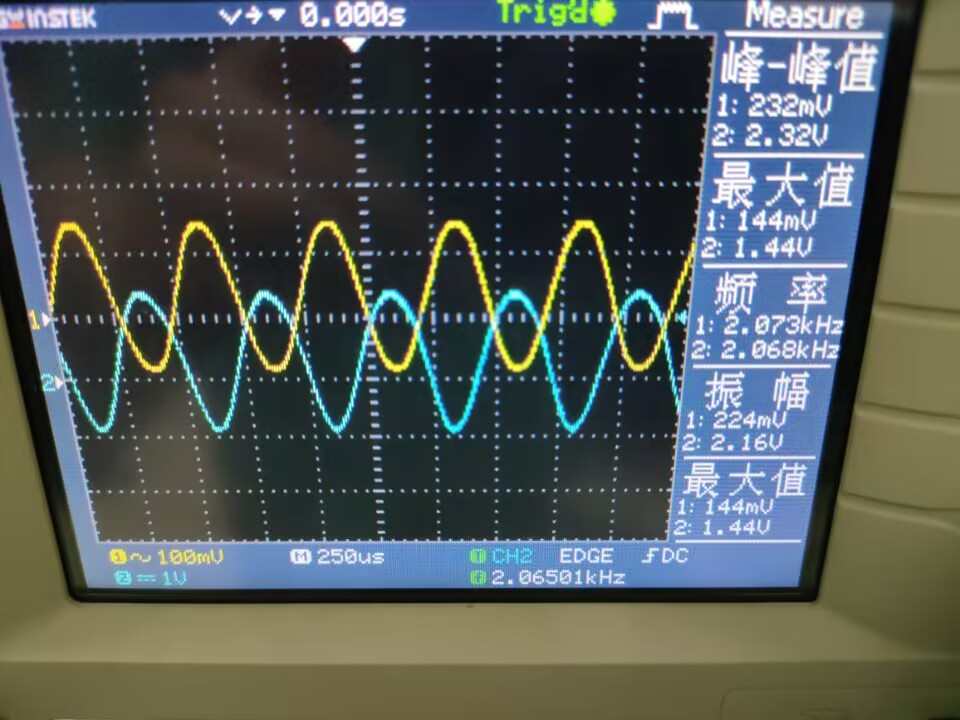 GWINSTEK 0.000s Trig'd Measure
峰-峰值
1: 232mV
2: 2.32V
最大值
1: 144mV
2: 1.44V
频率
1: 2.073kHz
2: 2.068kHz
振幅
1: 224mV
2: 2.16V
最大值
1: 144mV
2: 1.44V
1
2
1 ~ 100mV M 250us T CH2 EDGE DC
2 1V 2.06501kHz